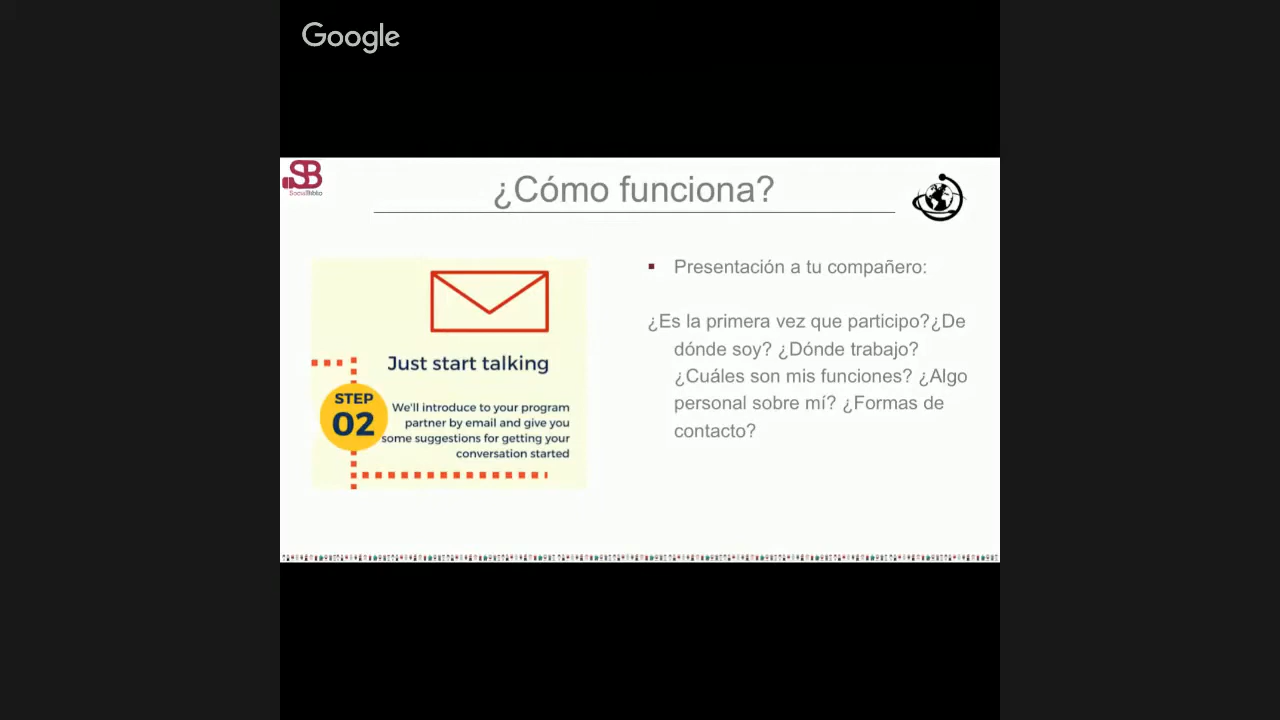 Google
SB
SocialBiblio
¿Cómo funciona?
Just start talking
STEP
02
We'll introduce to your program
partner by email and give you
some suggestions for getting your
conversation started
▪ Presentación a tu compañero:
¿Es la primera vez que participo?¿De
dónde soy? ¿Dónde trabajo?
¿Cuáles son mis funciones? ¿Algo
personal sobre mí? ¿Formas de
contacto?